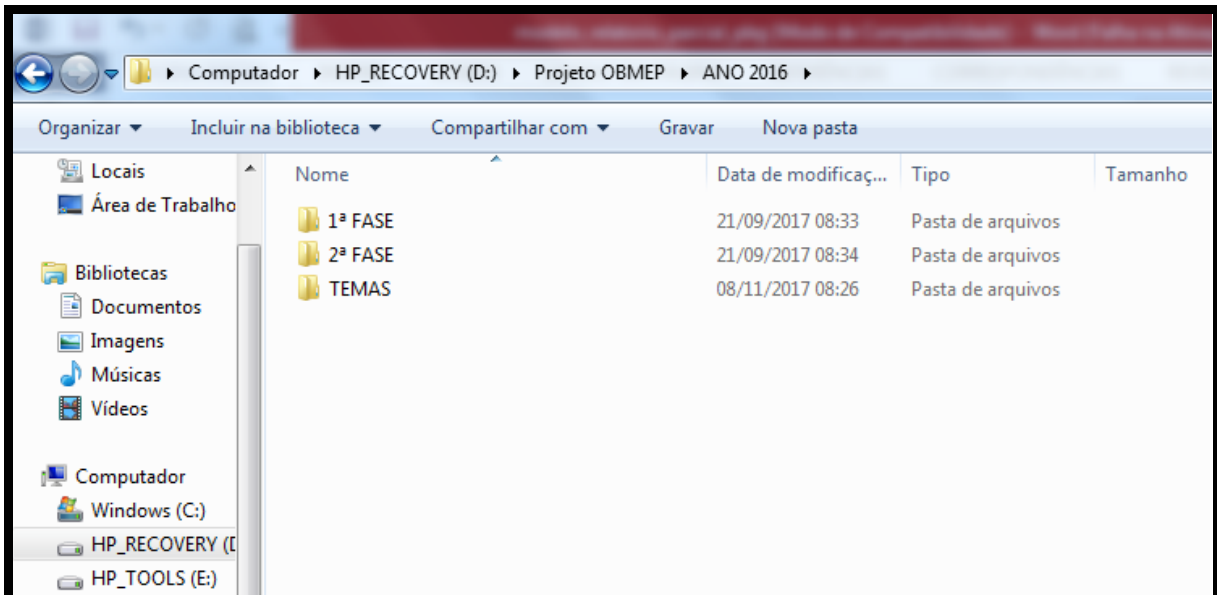 Computador HP_RECOVERY (D:) Projeto OBMEP ANO 2016
Organizar Incluir na biblioteca Compartilhar com Gravar Nova pasta
Locais
Área de Trabalho
Bibliotecas
Documentos
Imagens
Músicas
Vídeos
Computador
Windows (C:)
HP_RECOVERY (D
HP_TOOLS (E:)
Nome Data de modificaç... Tipo Tamanho
1ª FASE 21/09/2017 08:33 Pasta de arquivos
2ª FASE 21/09/2017 08:34 Pasta de arquivos
TEMAS 08/11/2017 08:26 Pasta de arquivos